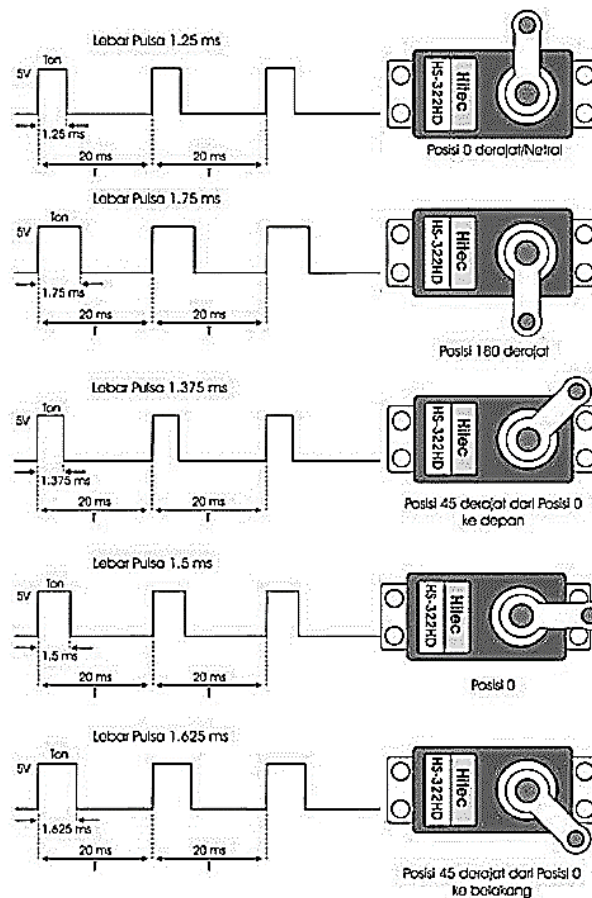 Lebar Pulsa 1.25 ms
Ton
5V
1.25 ms
20 ms
20 ms
T
T
HS-322HD
Hitec
Posisi 0 derajat/Netral
Lebar Pulsa 1.75 ms
Ton
5V
1.75 ms
20 ms
20 ms
T
T
HS-322HD
Hitec
Posisi 180 derajat
Lebar Pulsa 1.375 ms
Ton
5V
1.375 ms
20 ms
20 ms
T
T
HS-322HD
Hitec
Posisi 45 derajat dari Posisi 0
ke depan
Lebar Pulsa 1.5 ms
Ton
5V
1.5 ms
20 ms
20 ms
T
T
HS-322HD
Hitec
Posisi 0
Lebar Pulsa 1.625 ms
Ton
5V
1.625 ms
20 ms
20 ms
T
T
HS-322HD
Hitec
Posisi 45 derajat dari Posisi 0
ke belakang